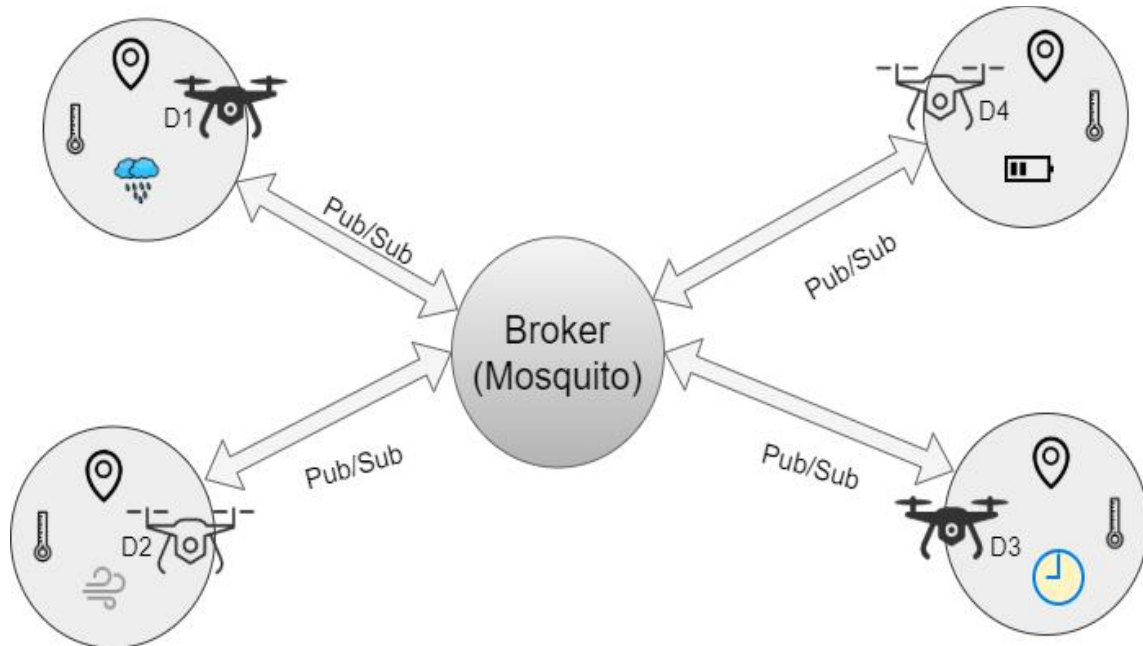 D1
D4
Pub/Sub
Pub/Sub
Broker
(Mosquito)
Pub/Sub
Pub/Sub
D2
D3